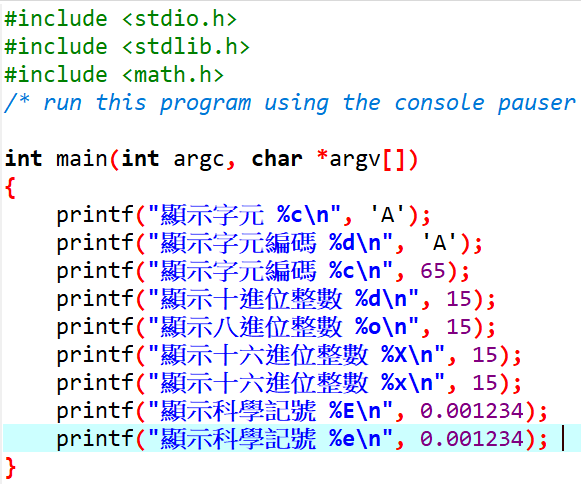 #include <stdio.h>
#include <stdlib.h>
#include <math.h>
/* run this program using the console pauser
int main(int argc, char *argv[])
{
printf("顯示字元 %c\n", 'A');
printf("顯示字元編碼 %d\n", 'A');
printf("顯示字元編碼 %c\n", 65);
printf("顯示十進位整數 %d\n", 15);
printf("顯示八進位整數 %o\n", 15);
printf("顯示十六進位整數 %X\n", 15);
printf("顯示十六進位整數 %x\n", 15);
printf("顯示科學記號 %E\n", 0.001234);
printf("顯示科學記號 %e\n", 0.001234);
}